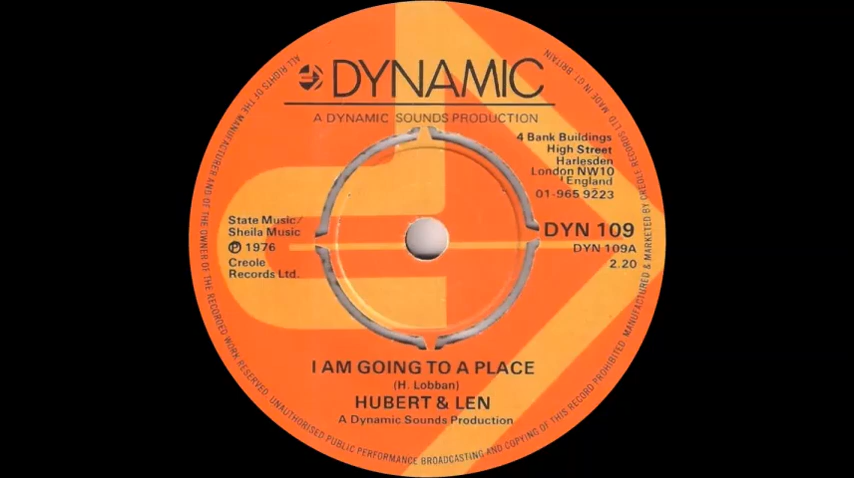 DYNAMIC
A DYNAMIC SOUNDS PRODUCTION
4 Bank Buildings
High Street
Harlesden
London NW10
England
01-965 9223
State Music/
Sheila Music
Ⓟ 1976
Creole
Records Ltd.
DYN 109
DYN 109A
2.20
I AM GOING TO A PLACE
(H. Lobban)
HUBERT & LEN
A Dynamic Sounds Production
ALL RIGHTS OF THE MANUFACTURER AND OF THE OWNER OF THE RECORDED WORK RESERVED. UNAUTHORISED PUBLIC PERFORMANCE BROADCASTING AND COPYING OF THIS RECORD PROHIBITED. MANUFACTURED & MARKETED BY CREOLE RECORDS LTD MADE IN GT. BRITAIN